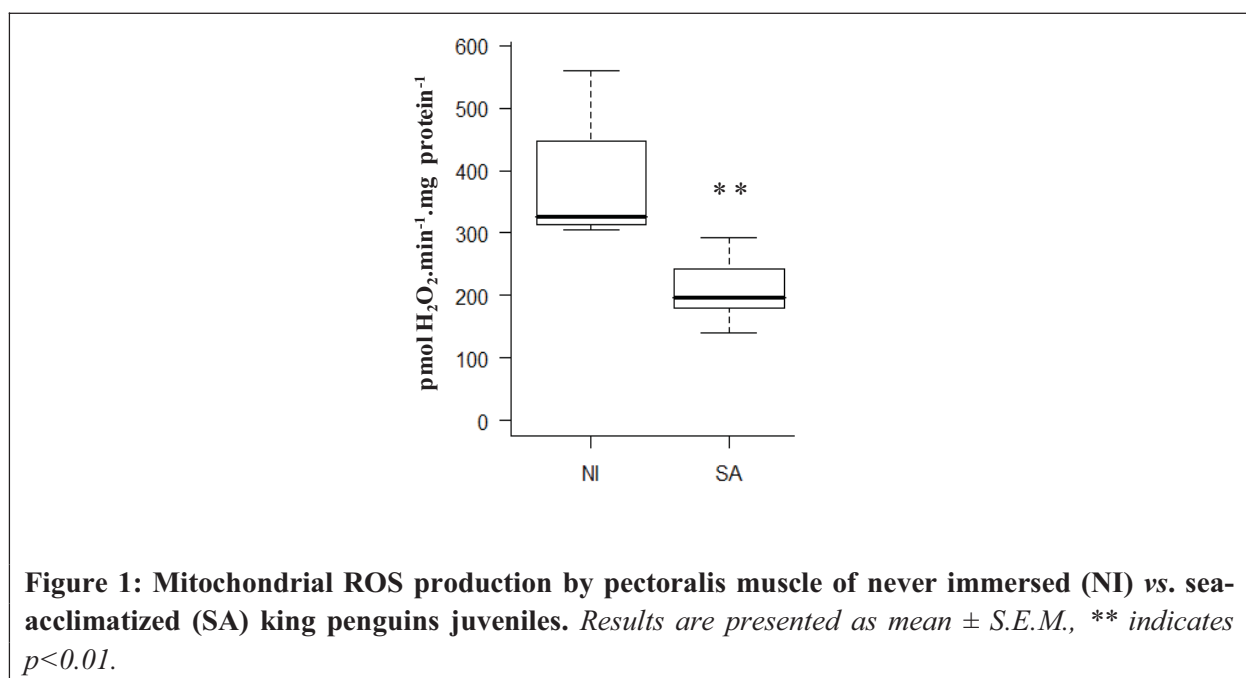 600
500
400
300
200
100
0
pmol H₂O₂.min⁻¹.mg protein⁻¹
**
NI SA
Figure 1: Mitochondrial ROS production by pectoralis muscle of never immersed (NI) vs. sea-
acclimatized (SA) king penguins juveniles. Results are presented as mean ± S.E.M., ** indicates
p<0.01.